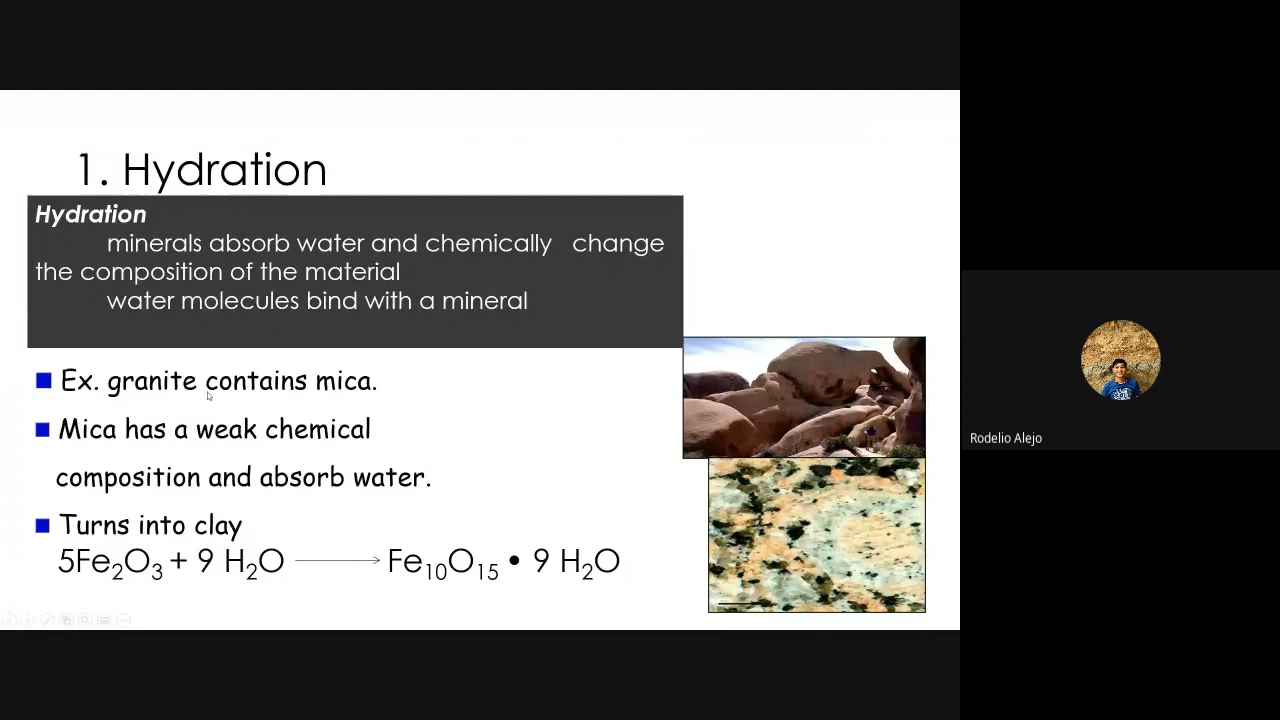 1. Hydration
Hydration
minerals absorb water and chemically change
the composition of the material
water molecules bind with a mineral
Ex. granite contains mica.
Mica has a weak chemical
composition and absorb water.
Turns into clay
5Fe₂O₃ + 9 H₂O ⟶ Fe₁₀O₁₅ • 9 H₂O
Rodelio Alejo